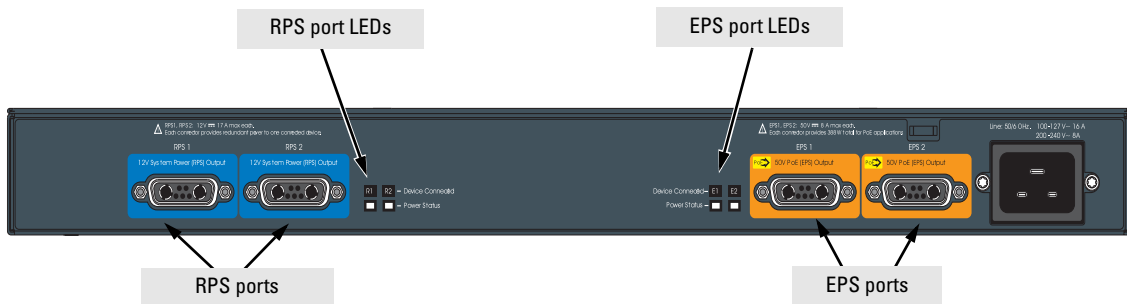 RPS port LEDs
EPS port LEDs
RPS1, RPS2: 12V 17 A max each.
Each connector provides redundant power to one connected device.
EPS1, EPS2: 50V 8 A max each.
Each connector provides 388W total for PoE applications.
Line: 50/60Hz. 100-127 V~ 16 A
200-240 V~ 8A
RPS 1
RPS 2
EPS 1
EPS 2
12V System Power (RPS) Output
12V System Power (RPS) Output
PoE
50V PoE (EPS) Output
PoE
50V PoE (EPS) Output
R1 R2 – Device Connected
Power Status
Device Connected – E1 E2
Power Status
RPS ports
EPS ports